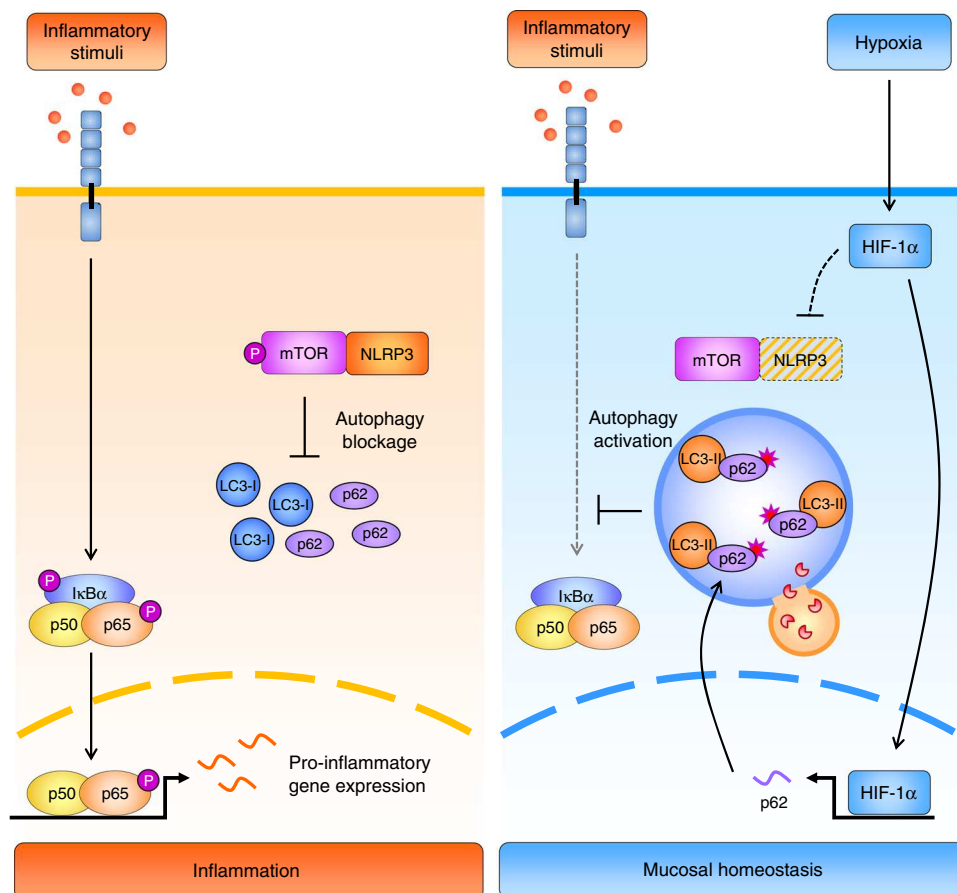 Inflammatory
stimuli
P
mTOR
NLRP3
Autophagy
blockage
LC3-I
LC3-I
LC3-I
p62
p62
p62
P
IκBα
p50
p65
P
p50
p65
P
Pro-inflammatory
gene expression
Inflammation
Inflammatory
stimuli
Hypoxia
HIF-1α
mTOR
NLRP3
Autophagy
activation
LC3-II
p62
LC3-II
p62
LC3-II
p62
IκBα
p50
p65
p62
HIF-1α
Mucosal homeostasis